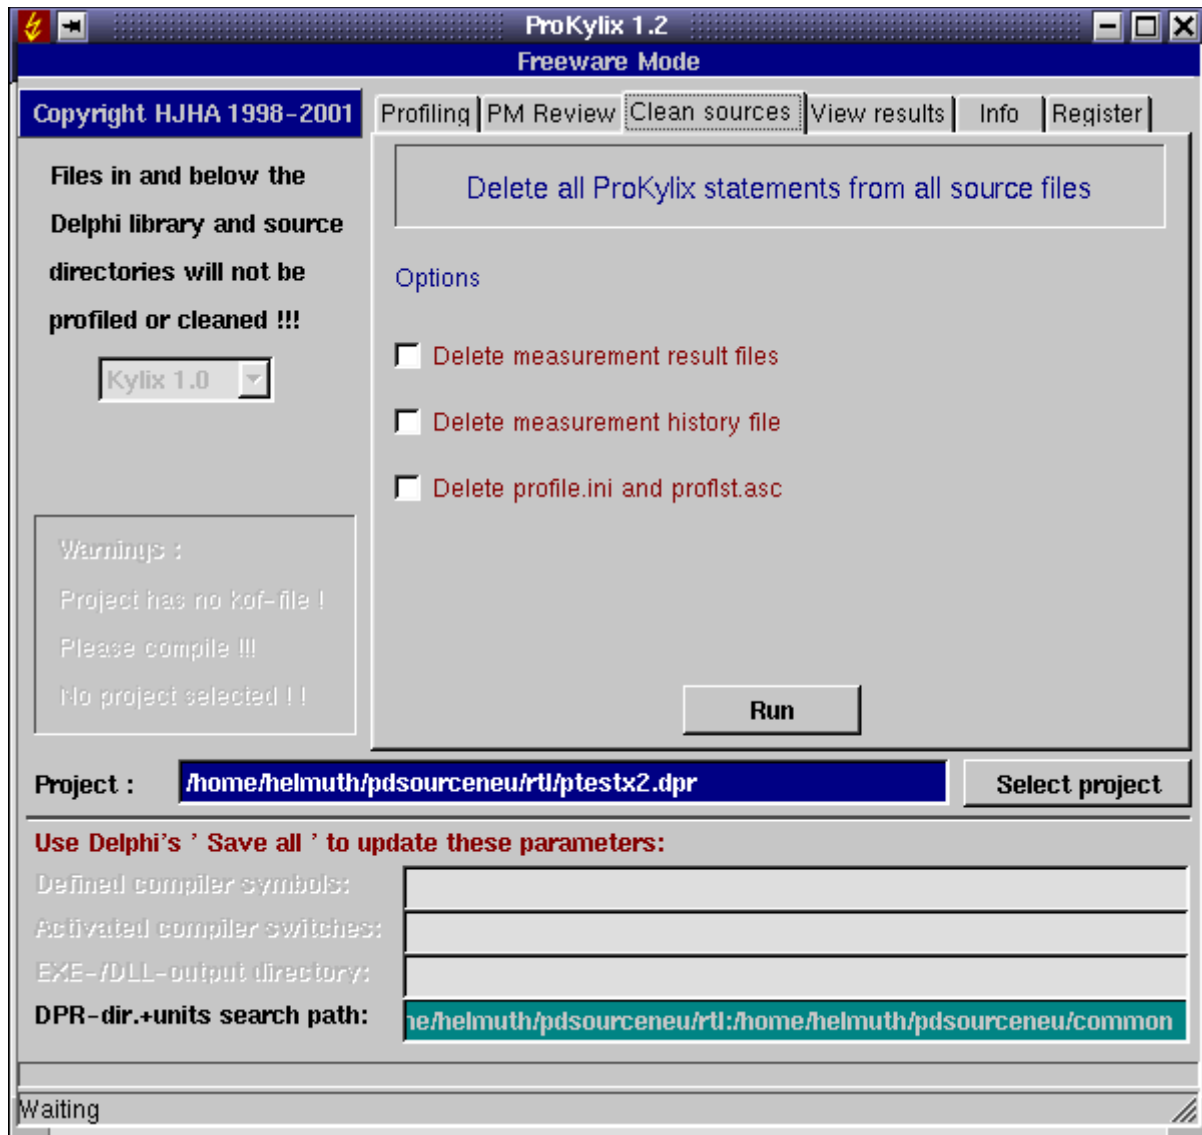 ProKylix 1.2
Freeware Mode
Copyright HJHA 1998-2001
Profiling
PM Review
Clean sources
View results
Info
Register
Files in and below the
Delphi library and source
directories will not be
profiled or cleaned !!!
Kylix 1.0
Delete all ProKylix statements from all source files
Options
Delete measurement result files
Delete measurement history file
Delete profile.ini and proflst.asc
Warnings :
Project has no kof-file !
Please compile !!!
No project selected ! !
Run
Project :
/home/helmuth/pdsourceneu/rtl/ptestx2.dpr
Select project
Use Delphi's ' Save all ' to update these parameters:
Defined compiler symbols:
Activated compiler switches:
EXE-/DLL-output directory:
DPR-dir.+units search path:
ne/helmuth/pdsourceneu/rtl:/home/helmuth/pdsourceneu/common
Waiting